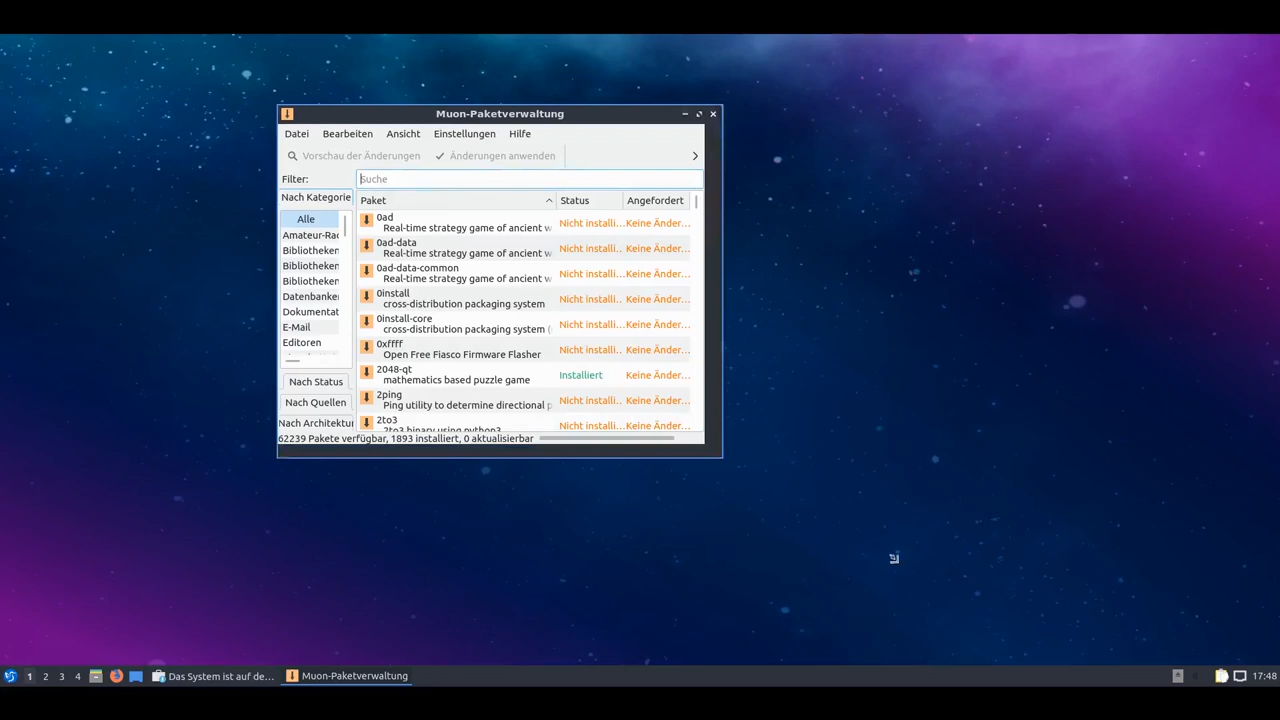 Muon-Paketverwaltung
Datei Bearbeiten Ansicht Einstellungen Hilfe
Vorschau der Änderungen Änderungen anwenden
Filter: Suche
Nach Kategorie
Paket Status Angefordert
Alle
Amateur-Rac
Bibliotheken
Bibliotheken
Bibliotheken
Datenbanken
Dokumentat
E-Mail
Editoren
Nach Status
Nach Quellen
Nach Architektur
0ad
Real-time strategy game of ancient w
Nicht installi... Keine Änder...
0ad-data
Real-time strategy game of ancient w
Nicht installi... Keine Änder...
0ad-data-common
Real-time strategy game of ancient w
Nicht installi... Keine Änder...
0install
cross-distribution packaging system
Nicht installi... Keine Änder...
0install-core
cross-distribution packaging system (
Nicht installi... Keine Änder...
0xffff
Open Free Fiasco Firmware Flasher
Nicht installi... Keine Änder...
2048-qt
mathematics based puzzle game
Installiert Keine Änder...
2ping
Ping utility to determine directional p
Nicht installi... Keine Änder...
2to3
2to3 binary using python3
Nicht installi... Keine Änder...
62239 Pakete verfügbar, 1893 installiert, 0 aktualisierbar
1 2 3 4 Das System ist auf de... Muon-Paketverwaltung 17:48